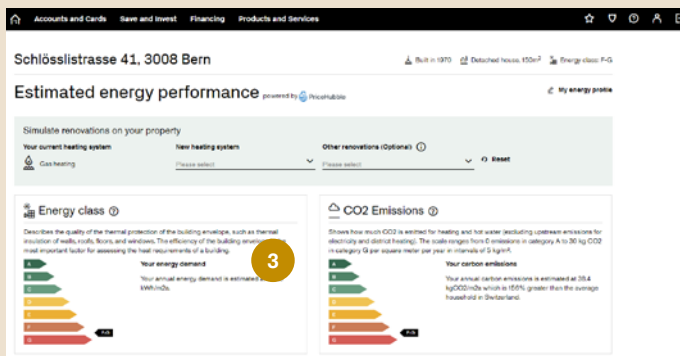 Accounts and Cards Save and Invest Financing Products and Services
Schlösslistrasse 41, 3008 Bern
Built in 1970 Detached house, 150m² Energy class: F-G
Estimated energy performance powered by PriceHubble
My energy profile
Simulate renovations on your property
Your current heating system New heating system Other renovations (Optional)
Gas heating Please select Please select Reset
Energy class
Describes the quality of the thermal protection of the building envelope, such as thermal
insulation of walls, roofs, floors, and windows. The efficiency of the building
most important factor for assessing the heat requirements of a building.
3
A
Your energy demand
B
Your annual energy demand is estimated
C
kWh/m2a.
D
E
F
F-G
G
CO2 Emissions
Shows how much CO2 is emitted for heating and hot water (excluding upstream emissions for
electricity and district heating). The scale ranges from 0 emissions in category A to 30 kg CO2
in category G per square meter per year in intervals of 5 kg/m².
A
Your carbon emissions
B
Your annual carbon emissions is estimated at 38.4
C
kgCO2/m2a which is 156% greater than the average
D
household in Switzerland.
E
F
F-G
G